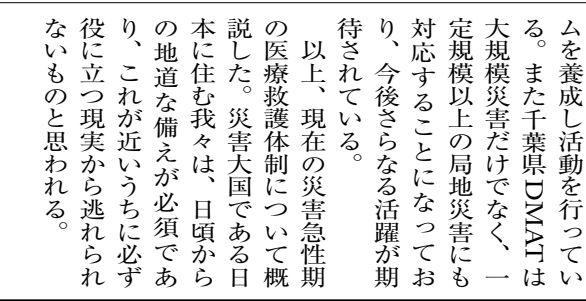 ムを養成し活動を行ってい
る。また千葉県DMATは
大規模災害だけでなく、一
定規模以上の局地災害にも
対応することになってお
り、今後さらなる活躍が期
待されている。
以上、現在の災害急性期
の医療救護体制について概
説した。災害大国である日
本に住む我々は、日頃から
の地道な備えが必須であ
り、これが近いうちに必ず
役に立つ現実から逃れられ
ないものと思われる。